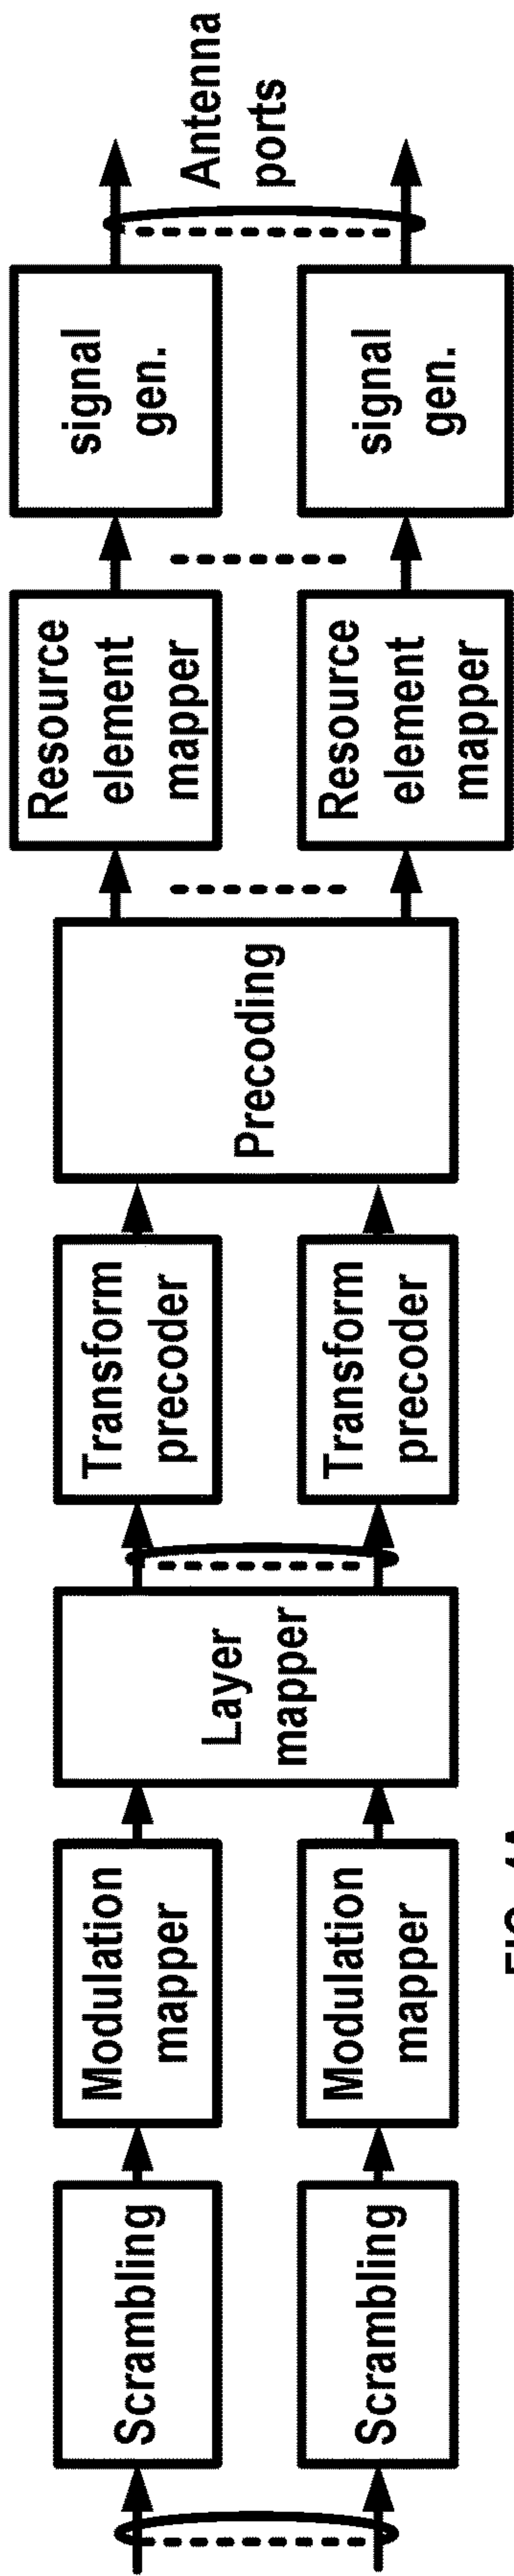 Scrambling
Modulation
mapper
Layer
mapper
Transform
precoder
Precoding
Resource
element
mapper
signal
gen.
Antenna
ports
Scrambling
Modulation
mapper
Transform
precoder
Resource
element
mapper
signal
gen.